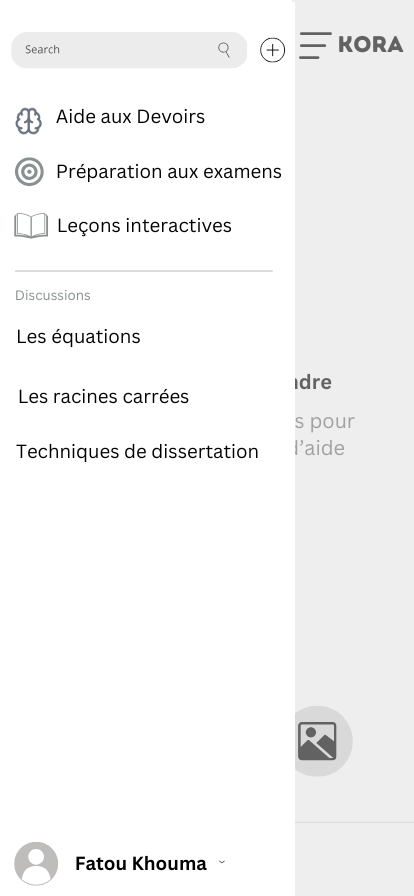 Search
KORA
Aide aux Devoirs
Préparation aux examens
Leçons interactives
Discussions
Les équations
ndre
Les racines carrées
s pour
d'aide
Techniques de dissertation
Fatou Khouma